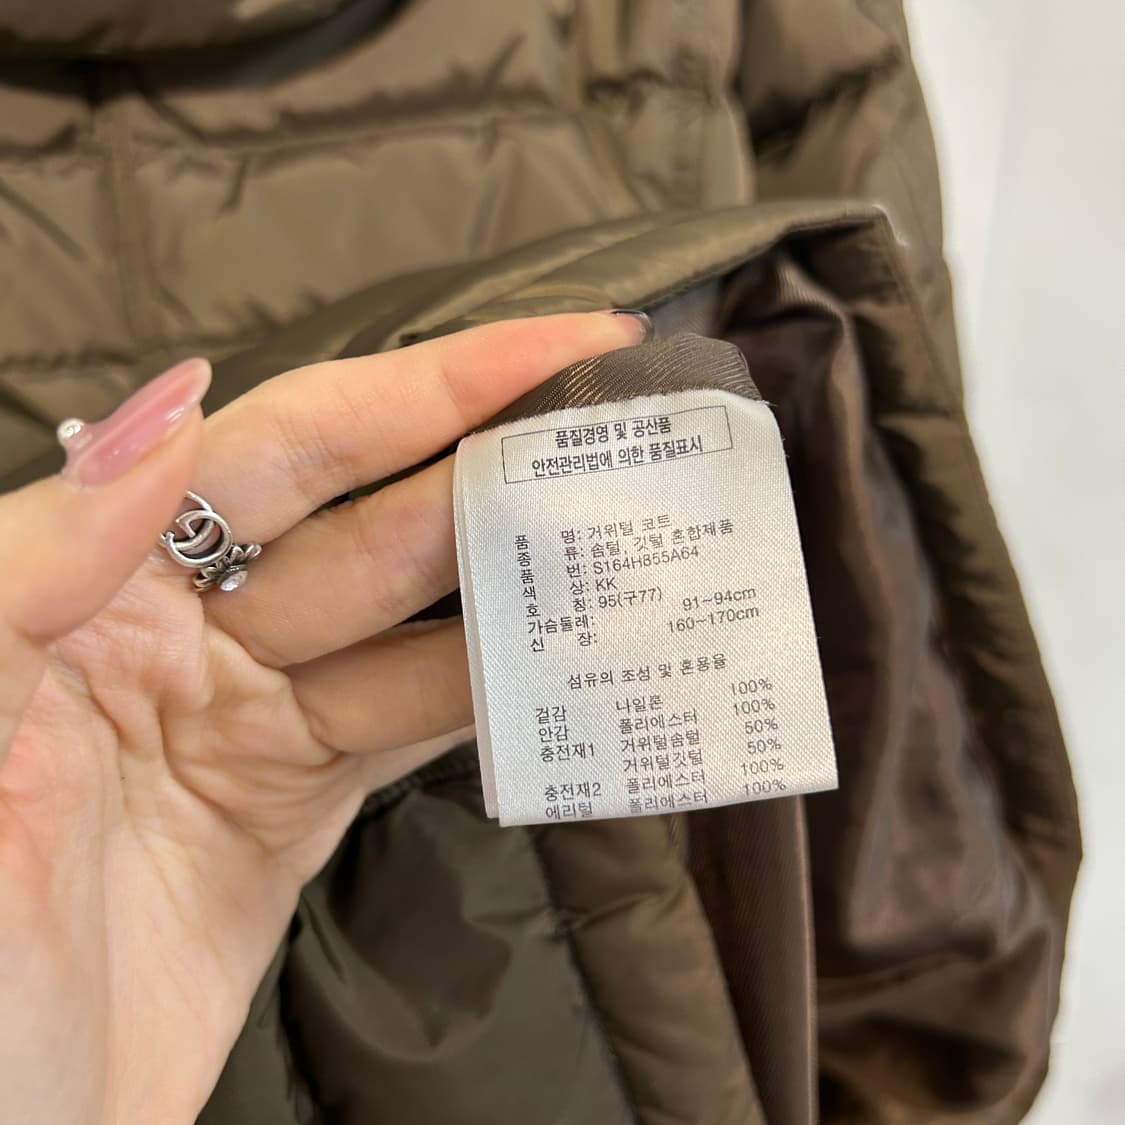 품질경영 및 공산품
안전관리법에 의한 품질표시
품 명: 거위털 코트
종 류: 솜털, 깃털 혼합제품
품 번: S164HB55A64
색 상: KK
호 칭: 95(구77)
가슴둘레: 91~94cm
신 장: 160~170cm
섬유의 조성 및 혼용율
겉감 나일론 100%
안감 폴리에스터 100%
충전재1 거위털솜털 50%
거위털깃털 50%
충전재2 폴리에스터 100%
에리털 폴리에스터 100%